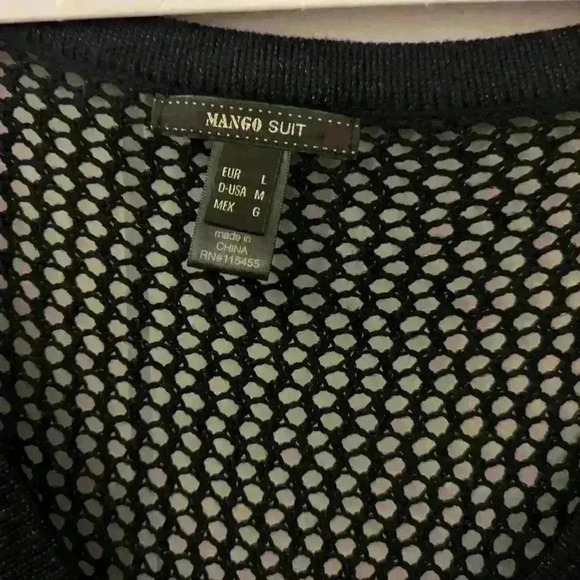 MANGO SUIT
EUR L
D-USA M
MEX G
made in
CHINA
RN#115455